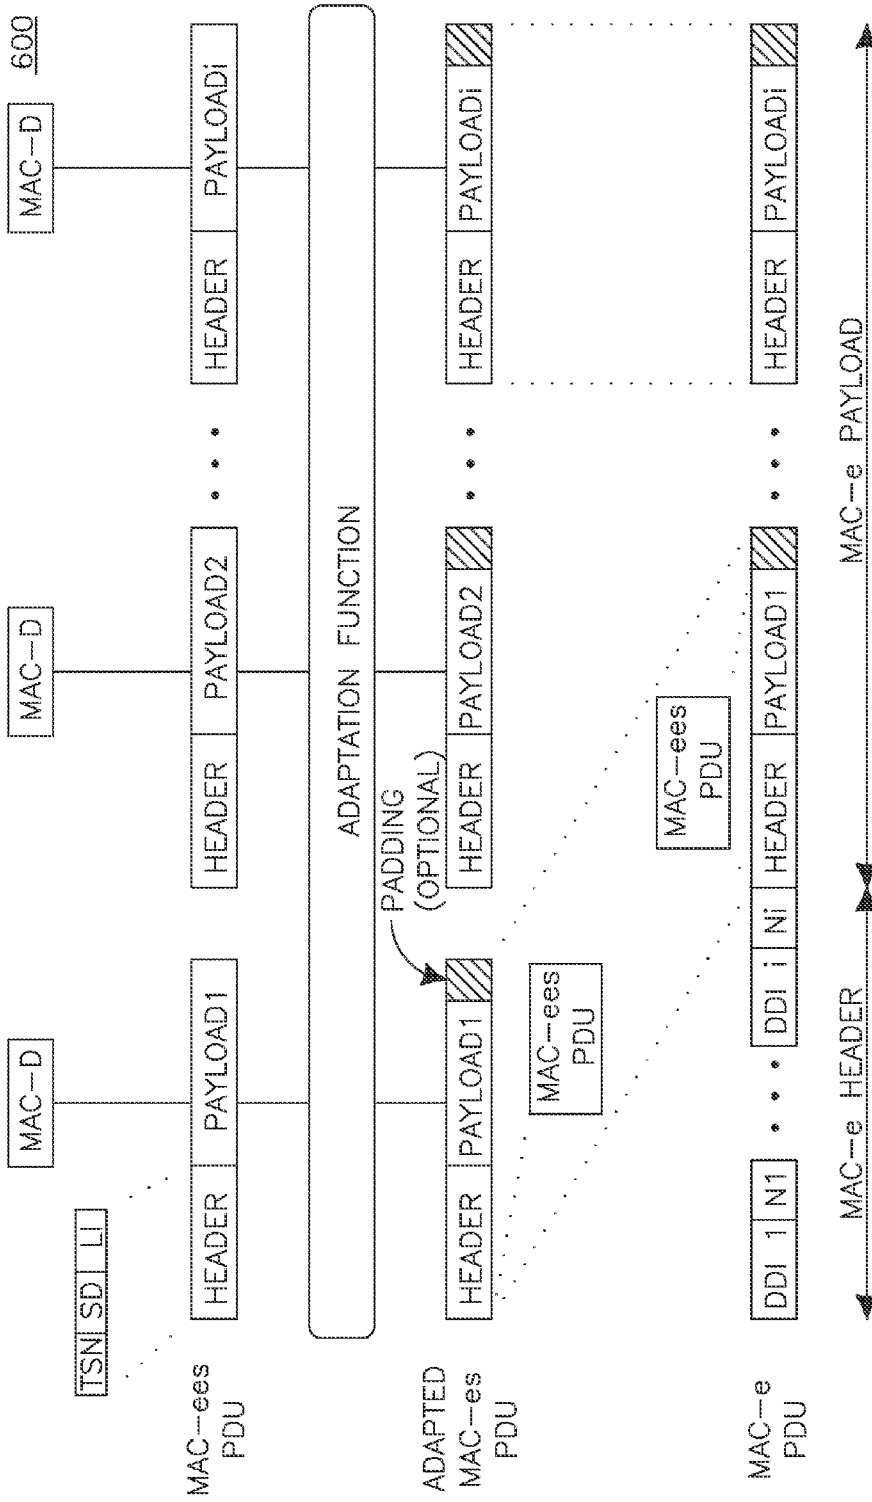 600
MAC-D
MAC-D
MAC-D
TSN SD LI
MAC-ees
PDU
HEADER PAYLOAD1
HEADER PAYLOAD2
HEADER PAYLOADi
ADAPTATION FUNCTION
PADDING
(OPTIONAL)
ADAPTED
MAC-es
PDU
HEADER PAYLOAD1
HEADER PAYLOAD2
HEADER PAYLOADi
MAC-ees
PDU
MAC-ees
PDU
MAC-e
PDU
DDI 1 N1
DDI i Ni HEADER PAYLOAD1
HEADER PAYLOADi
MAC-e HEADER
MAC-e PAYLOAD